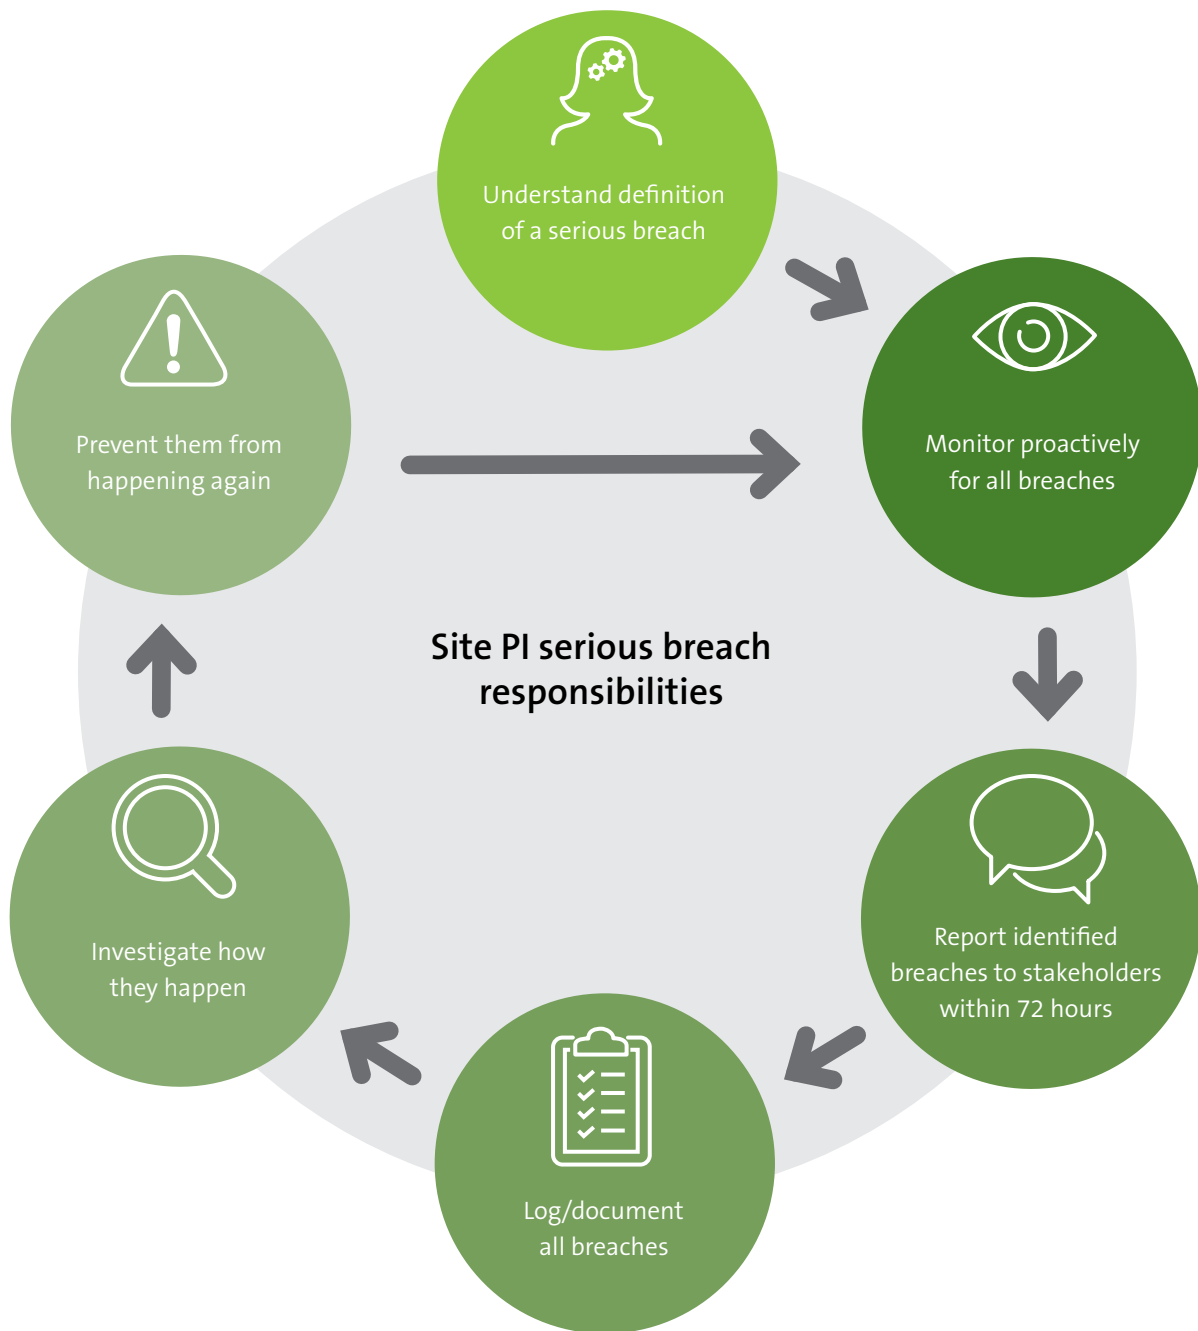 Understand definition
of a serious breach
Monitor proactively
for all breaches
Report identified
breaches to stakeholders
within 72 hours
Log/document
all breaches
Investigate how
they happen
Prevent them from
happening again
Site PI serious breach
responsibilities